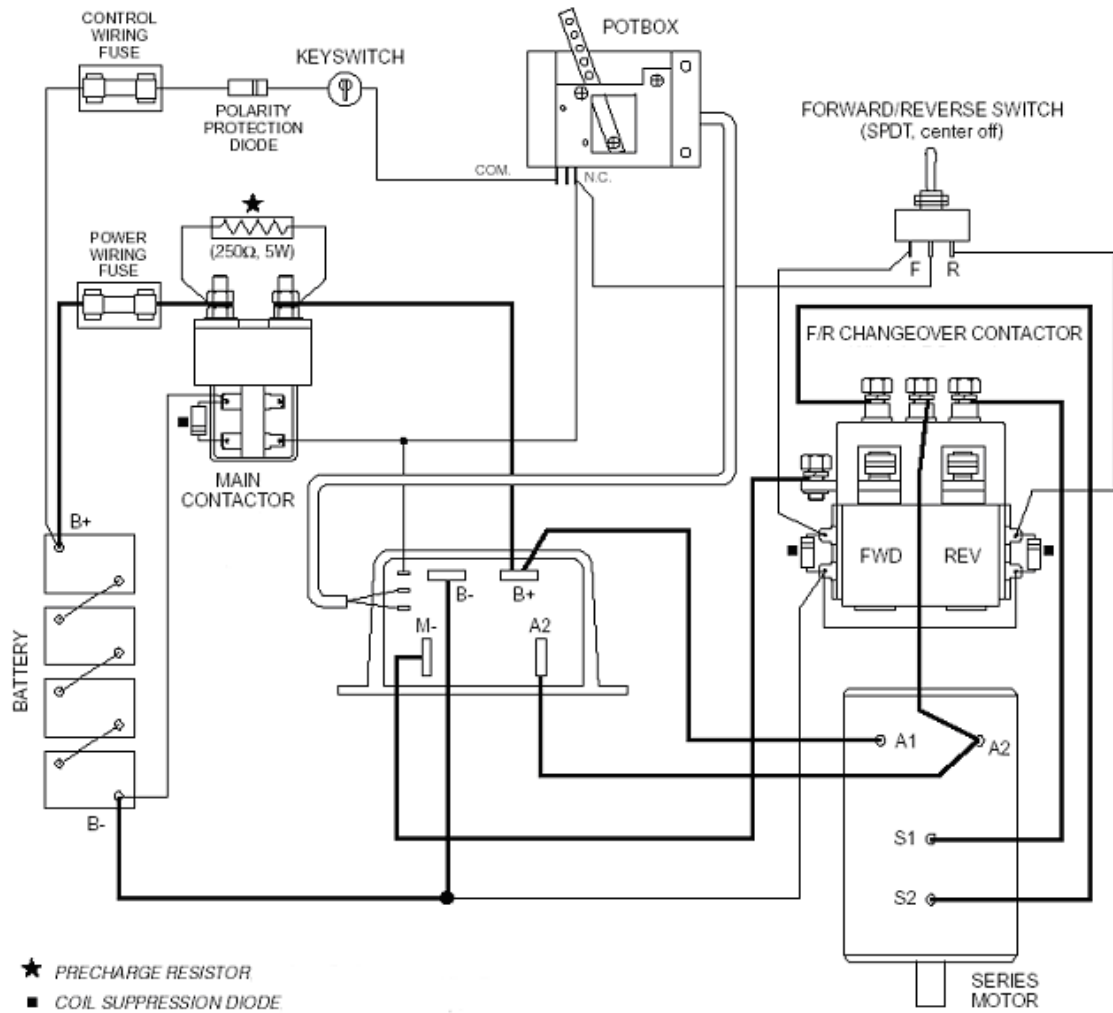 CONTROL
WIRING
FUSE
POLARITY
PROTECTION
DIODE
KEYSWITCH
POTBOX
COM.
N.C.
FORWARD/REVERSE SWITCH
(SPDT, center off)
F
R
★
(250Ω, 5W)
POWER
WIRING
FUSE
MAIN
CONTACTOR
F/R CHANGEOVER CONTACTOR
FWD
REV
B+
BATTERY
B-
B-
B+
M-
A2
A1
A2
S1
S2
SERIES
MOTOR
★ PRECHARGE RESISTOR
■ COIL SUPPRESSION DIODE